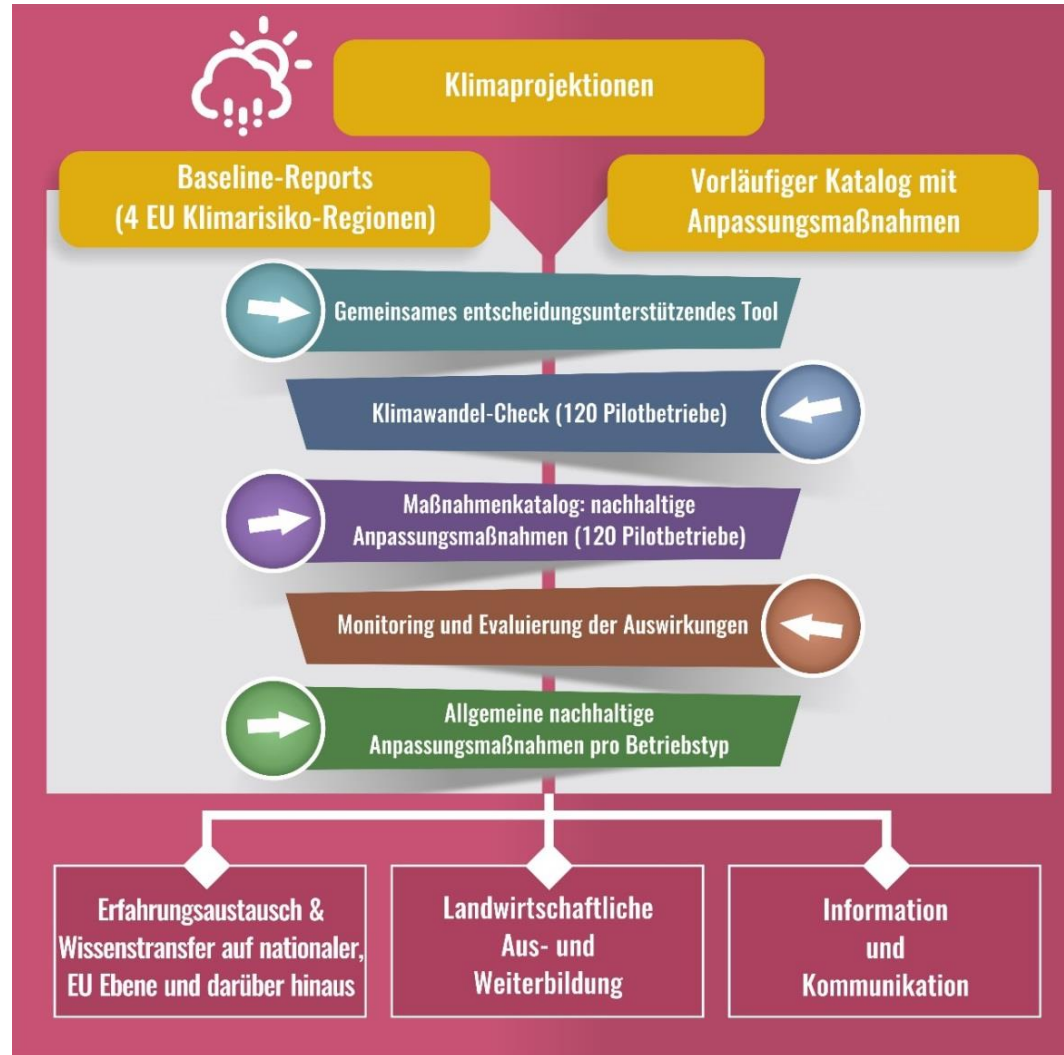 Klimaprojektionen
Baseline-Reports
(4 EU Klimarisiko-Regionen)
Vorläufiger Katalog mit
Anpassungsmaßnahmen
Gemeinsames entscheidungsunterstützendes Tool
Klimawandel-Check (120 Pilotbetriebe)
Maßnahmenkatalog: nachhaltige
Anpassungsmaßnahmen (120 Pilotbetriebe)
Monitoring und Evaluierung der Auswirkungen
Allgemeine nachhaltige
Anpassungsmaßnahmen pro Betriebstyp
Erfahrungsaustausch &
Wissenstransfer auf nationaler,
EU Ebene und darüber hinaus
Landwirtschaftliche
Aus- und
Weiterbildung
Information
und
Kommunikation